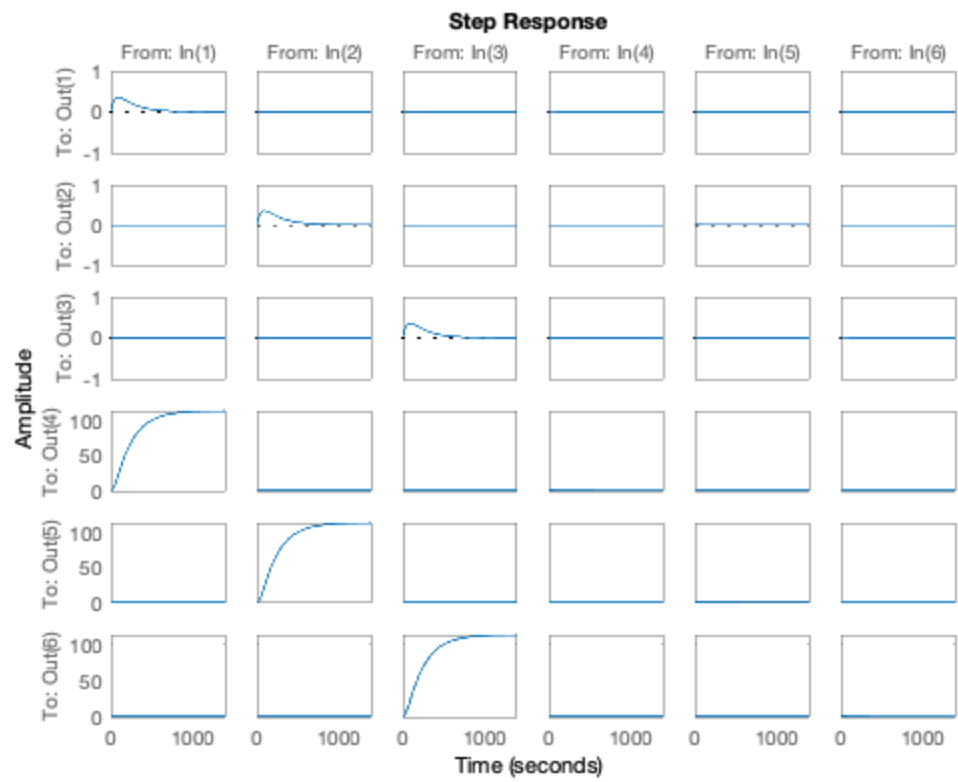 Step Response
From: In(1) From: In(2) From: In(3) From: In(4) From: In(5) From: In(6)
To: Out(1)
1
0
-1
To: Out(2)
1
0
-1
To: Out(3)
1
0
-1
Amplitude
To: Out(4)
100
50
0
To: Out(5)
100
50
0
To: Out(6)
100
50
0
0 1000 0 1000 0 1000 0 1000 0 1000 0 1000
Time (seconds)